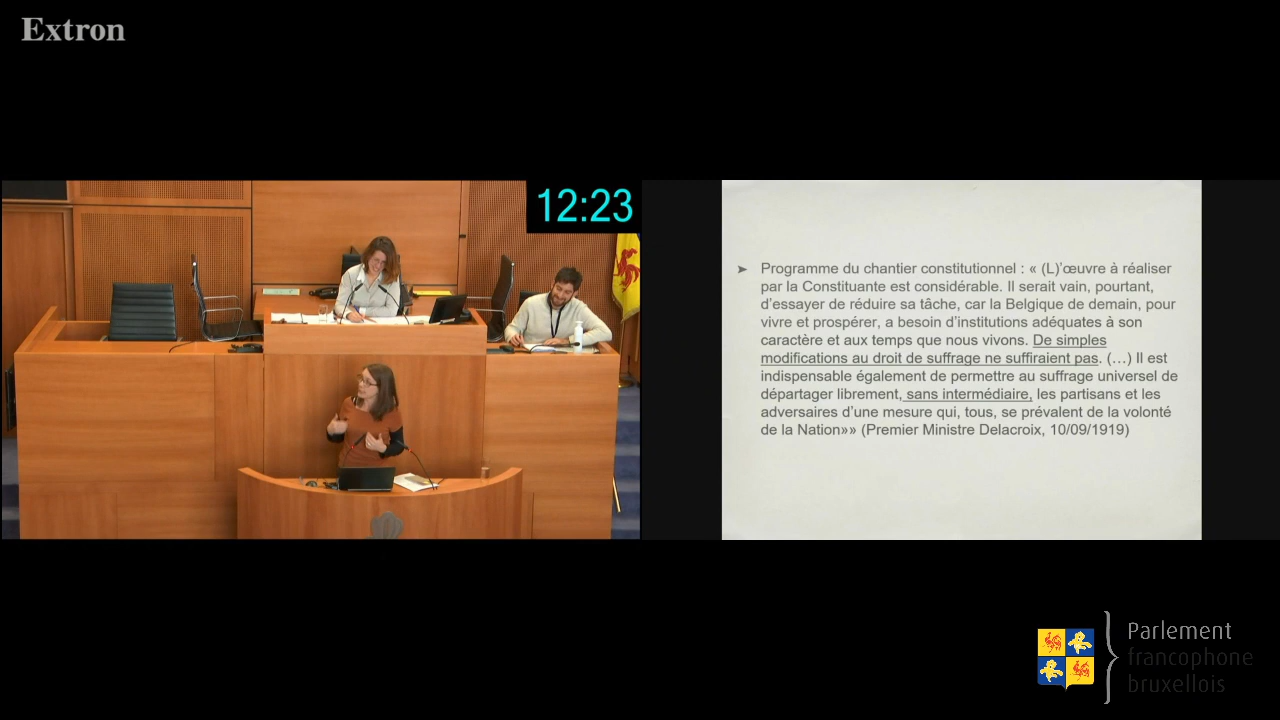 Extron
12:23
➤ Programme du chantier constitutionnel : « (L)’œuvre à réaliser
par la Constituante est considérable. Il serait vain, pourtant,
d’essayer de réduire sa tâche, car la Belgique de demain, pour
vivre et prospérer, a besoin d’institutions adéquates à son
caractère et aux temps que nous vivons. De simples
modifications au droit de suffrage ne suffiraient pas. (…) Il est
indispensable également de permettre au suffrage universel de
départager librement, sans intermédiaire, les partisans et les
adversaires d’une mesure qui, tous, se prévalent de la volonté
de la Nation»» (Premier Ministre Delacroix, 10/09/1919)
Parlement
francophone
bruxellois